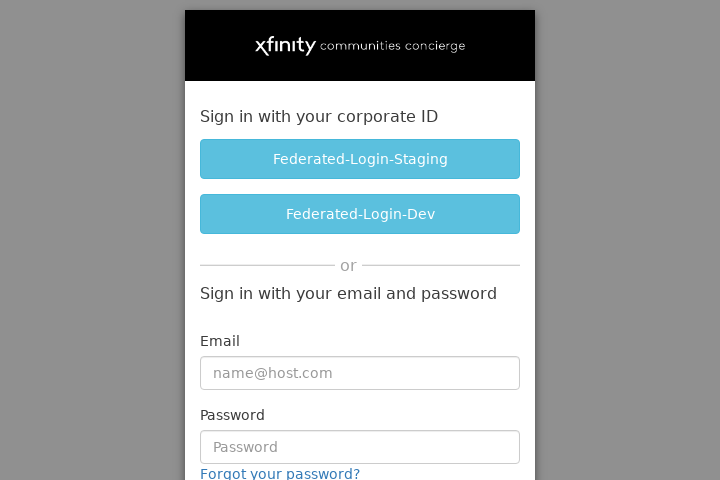 xfinity communities concierge
Sign in with your corporate ID
Federated-Login-Staging
Federated-Login-Dev
or
Sign in with your email and password
Email
name@host.com
Password
Password
Forgot your password?